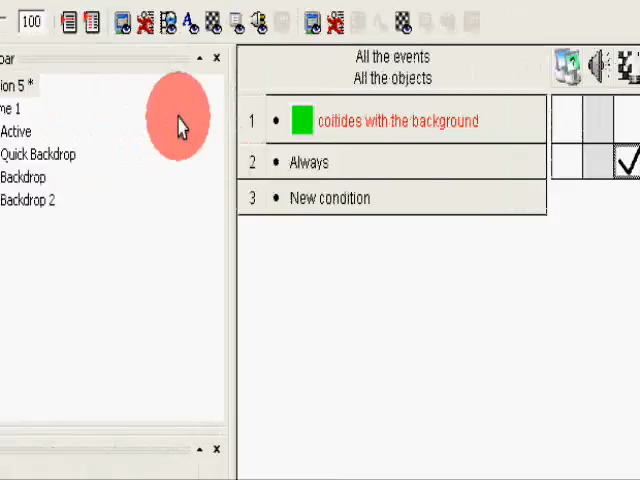 100
All the events
All the objects
bar
ion 5 *
me 1
Active
Quick Backdrop
Backdrop
Backdrop 2
1 • collides with the background
2 • Always
3 • New condition